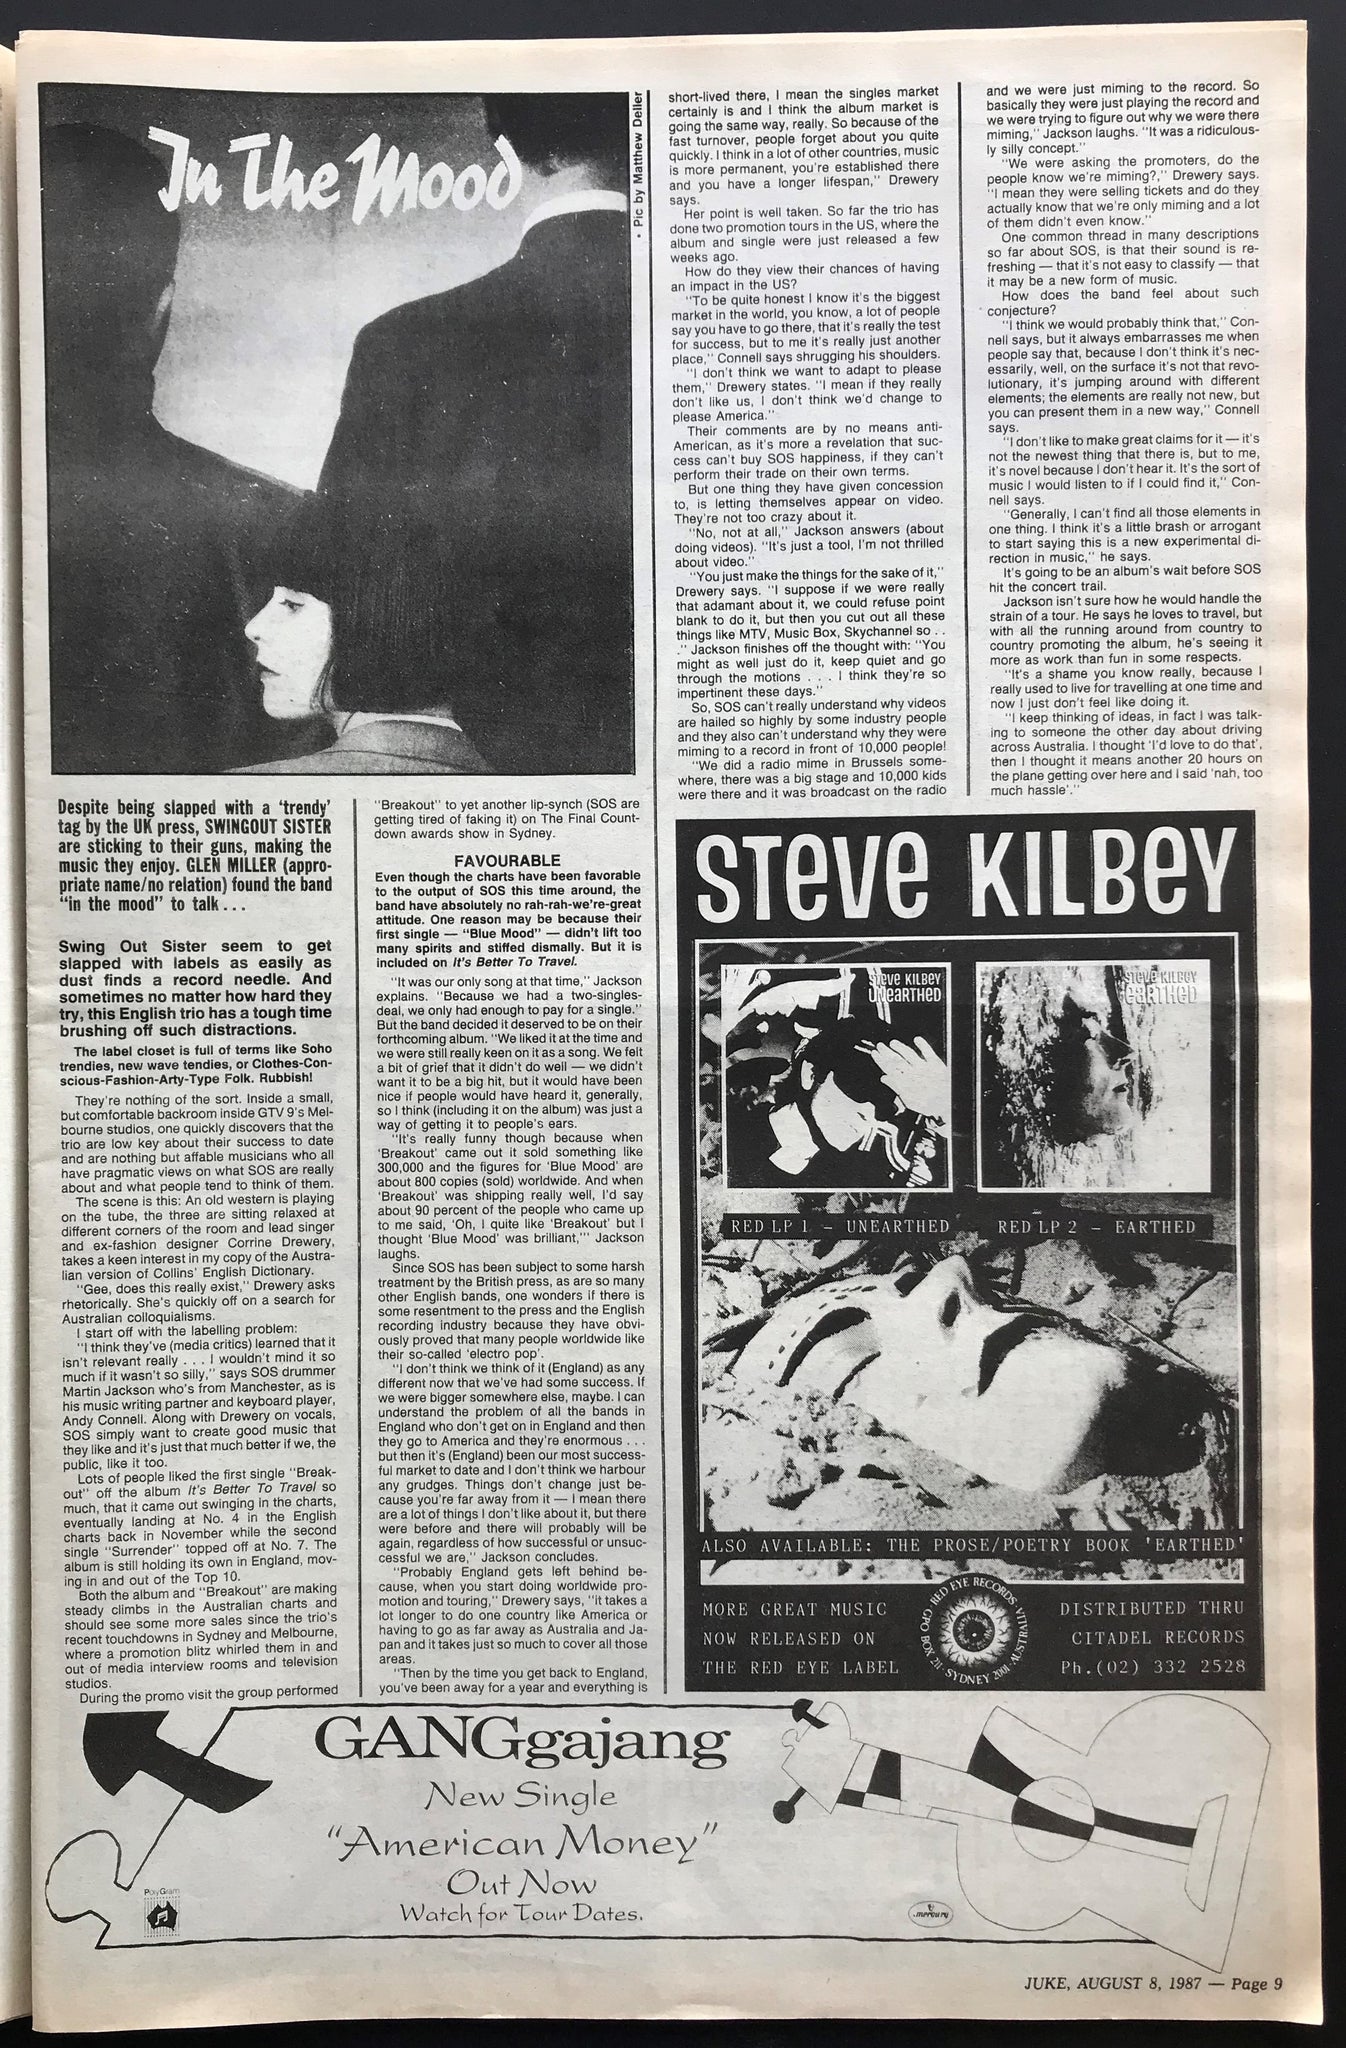 In The Mood
• Pic by Matthew Deller
Despite being slapped with a 'trendy'
tag by the UK press, SWINGOUT SISTER
are sticking to their guns, making the
music they enjoy. GLEN MILLER (appro-
priate name/no relation) found the band
"in the mood" to talk . . .
Swing Out Sister seem to get
slapped with labels as easily as
dust finds a record needle. And
sometimes no matter how hard they
try, this English trio has a tough time
brushing off such distractions.
The label closet is full of terms like Soho
trendies, new wave tendies, or Clothes-Con-
scious-Fashion-Arty-Type Folk. Rubbish!
They're nothing of the sort. Inside a small,
but comfortable backroom inside GTV 9's Mel-
bourne studios, one quickly discovers that the
trio are low key about their success to date
and are nothing but affable musicians who all
have pragmatic views on what SOS are really
about and what people tend to think of them.
The scene is this: An old western is playing
on the tube, the three are sitting relaxed at
different corners of the room and lead singer
and ex-fashion designer Corrine Drewery,
takes a keen interest in my copy of the Austra-
lian version of Collins' English Dictionary.
"Gee, does this really exist," Drewery asks
rhetorically. She's quickly off on a search for
Australian colloquialisms.
I start off with the labelling problem:
"I think they've (media critics) learned that it
isn't relevant really . . . I wouldn't mind it so
much if it wasn't so silly," says SOS drummer
Martin Jackson who's from Manchester, as is
his music writing partner and keyboard player,
Andy Connell. Along with Drewery on vocals,
SOS simply want to create good music that
they like and it's just that much better if we, the
public, like it too.
Lots of people liked the first single "Break-
out" off the album It's Better To Travel so
much, that it came out swinging in the charts,
eventually landing at No. 4 in the English
charts back in November while the second
single "Surrender" topped off at No. 7. The
album is still holding its own in England, mov-
ing in and out of the Top 10.
Both the album and "Breakout" are making
steady climbs in the Australian charts and
should see some more sales since the trio's
recent touchdowns in Sydney and Melbourne,
where a promotion blitz whirled them in and
out of media interview rooms and television
studios.
During the promo visit the group performed
"Breakout" to yet another lip-synch (SOS are
getting tired of faking it) on The Final Count-
down awards show in Sydney.
FAVOURABLE
Even though the charts have been favorable
to the output of SOS this time around, the
band have absolutely no rah-rah-we're-great
attitude. One reason may be because their
first single — "Blue Mood" — didn't lift too
many spirits and stiffed dismally. But it is
included on It's Better To Travel.
"It was our only song at that time," Jackson
explains. "Because we had a two-singles-
deal, we only had enough to pay for a single."
But the band decided it deserved to be on their
forthcoming album. "We liked it at the time and
we were still really keen on it as a song. We felt
a bit of grief that it didn't do well — we didn't
want it to be a big hit, but it would have been
nice if people would have heard it, generally,
so I think (including it on the album) was just a
way of getting it to people's ears.
"It's really funny though because when
'Breakout' came out it sold something like
300,000 and the figures for 'Blue Mood' are
about 800 copies (sold) worldwide. And when
'Breakout' was shipping really well, I'd say
about 90 percent of the people who came up
to me said, 'Oh, I quite like 'Breakout' but I
thought 'Blue Mood' was brilliant,'" Jackson
laughs.
Since SOS has been subject to some harsh
treatment by the British press, as are so many
other English bands, one wonders if there is
some resentment to the press and the English
recording industry because they have obvi-
ously proved that many people worldwide like
their so-called 'electro pop'.
"I don't think we think of it (England) as any
different now that we've had some success. If
we were bigger somewhere else, maybe. I can
understand the problem of all the bands in
England who don't get on in England and then
they go to America and they're enormous . . .
but then it's (England) been our most success-
ful market to date and I don't think we harbour
any grudges. Things don't change just be-
cause you're far away from it — I mean there
are a lot of things I don't like about it, but there
were before and there will probably will be
again, regardless of how successful or unsuc-
cessful we are," Jackson concludes.
"Probably England gets left behind be-
cause, when you start doing worldwide pro-
motion and touring," Drewery says, "it takes a
lot longer to do one country like America or
having to go as far away as Australia and Ja-
pan and it takes just so much to cover all those
areas.
"Then by the time you get back to England,
you've been away for a year and everything is
short-lived there, I mean the singles market
certainly is and I think the album market is
going the same way, really. So because of the
fast turnover, people forget about you quite
quickly. I think in a lot of other countries, music
is more permanent, you're established there
and you have a longer lifespan," Drewery
says.
Her point is well taken. So far the trio has
done two promotion tours in the US, where the
album and single were just released a few
weeks ago.
How do they view their chances of having
an impact in the US?
"To be quite honest I know it's the biggest
market in the world, you know, a lot of people
say you have to go there, that it's really the test
for success, but to me it's really just another
place," Connell says shrugging his shoulders.
"I don't think we want to adapt to please
them," Drewery states. "I mean if they really
don't like us, I don't think we'd change to
please America."
Their comments are by no means anti-
American, as it's more a revelation that suc-
cess can't buy SOS happiness, if they can't
perform their trade on their own terms.
But one thing they have given concession
to, is letting themselves appear on video.
They're not too crazy about it.
"No, not at all," Jackson answers (about
doing videos). "It's just a tool, I'm not thrilled
about video."
"You just make the things for the sake of it,"
Drewery says. "I suppose if we were really
that adamant about it, we could refuse point
blank to do it, but then you cut out all these
things like MTV, Music Box, Skychannel so . .
." Jackson finishes off the thought with: "You
might as well just do it, keep quiet and go
through the motions . . . I think they're so
impertinent these days."
So, SOS can't really understand why videos
are hailed so highly by some industry people
and they also can't understand why they were
miming to a record in front of 10,000 people!
"We did a radio mime in Brussels some-
where, there was a big stage and 10,000 kids
were there and it was broadcast on the radio
and we were just miming to the record. So
basically they were just playing the record and
we were trying to figure out why we were there
miming," Jackson laughs. "It was a ridiculous-
ly silly concept."
"We were asking the promoters, do the
people know we're miming?," Drewery says.
"I mean they were selling tickets and do they
actually know that we're only miming and a lot
of them didn't even know."
One common thread in many descriptions
so far about SOS, is that their sound is re-
freshing — that it's not easy to classify — that
it may be a new form of music.
How does the band feel about such
conjecture?
"I think we would probably think that," Con-
nell says, but it always embarrasses me when
people say that, because I don't think it's nec-
essarily, well, on the surface it's not that revo-
lutionary, it's jumping around with different
elements; the elements are really not new, but
you can present them in a new way," Connell
says.
"I don't like to make great claims for it — it's
not the newest thing that there is, but to me,
it's novel because I don't hear it. It's the sort of
music I would listen to if I could find it," Con-
nell says.
"Generally, I can't find all those elements in
one thing. I think it's a little brash or arrogant
to start saying this is a new experimental di-
rection in music," he says.
It's going to be an album's wait before SOS
hit the concert trail.
Jackson isn't sure how he would handle the
strain of a tour. He says he loves to travel, but
with all the running around from country to
country promoting the album, he's seeing it
more as work than fun in some respects.
"It's a shame you know really, because I
really used to live for travelling at one time and
now I just don't feel like doing it.
"I keep thinking of ideas, in fact I was talk-
ing to someone the other day about driving
across Australia. I thought 'I'd love to do that',
then I thought it means another 20 hours on
the plane getting over here and I said 'nah, too
much hassle'."
STEVE KILBEY
STEVE KILBEY
UNEARTHED
STEVE KILBEY
EARTHED
RED LP 1 – UNEARTHED
RED LP 2 – EARTHED
ALSO AVAILABLE: THE PROSE/POETRY BOOK 'EARTHED'
MORE GREAT MUSIC
NOW RELEASED ON
THE RED EYE LABEL
RED EYE RECORDS GPO BOX 211 SYDNEY 2001 AUSTRALIA
DISTRIBUTED THRU
CITADEL RECORDS
Ph.(02) 332 2528
GANGgajang
New Single
"American Money"
Out Now
Watch for Tour Dates.
PolyGram
mercury
JUKE, AUGUST 8, 1987 — Page 9